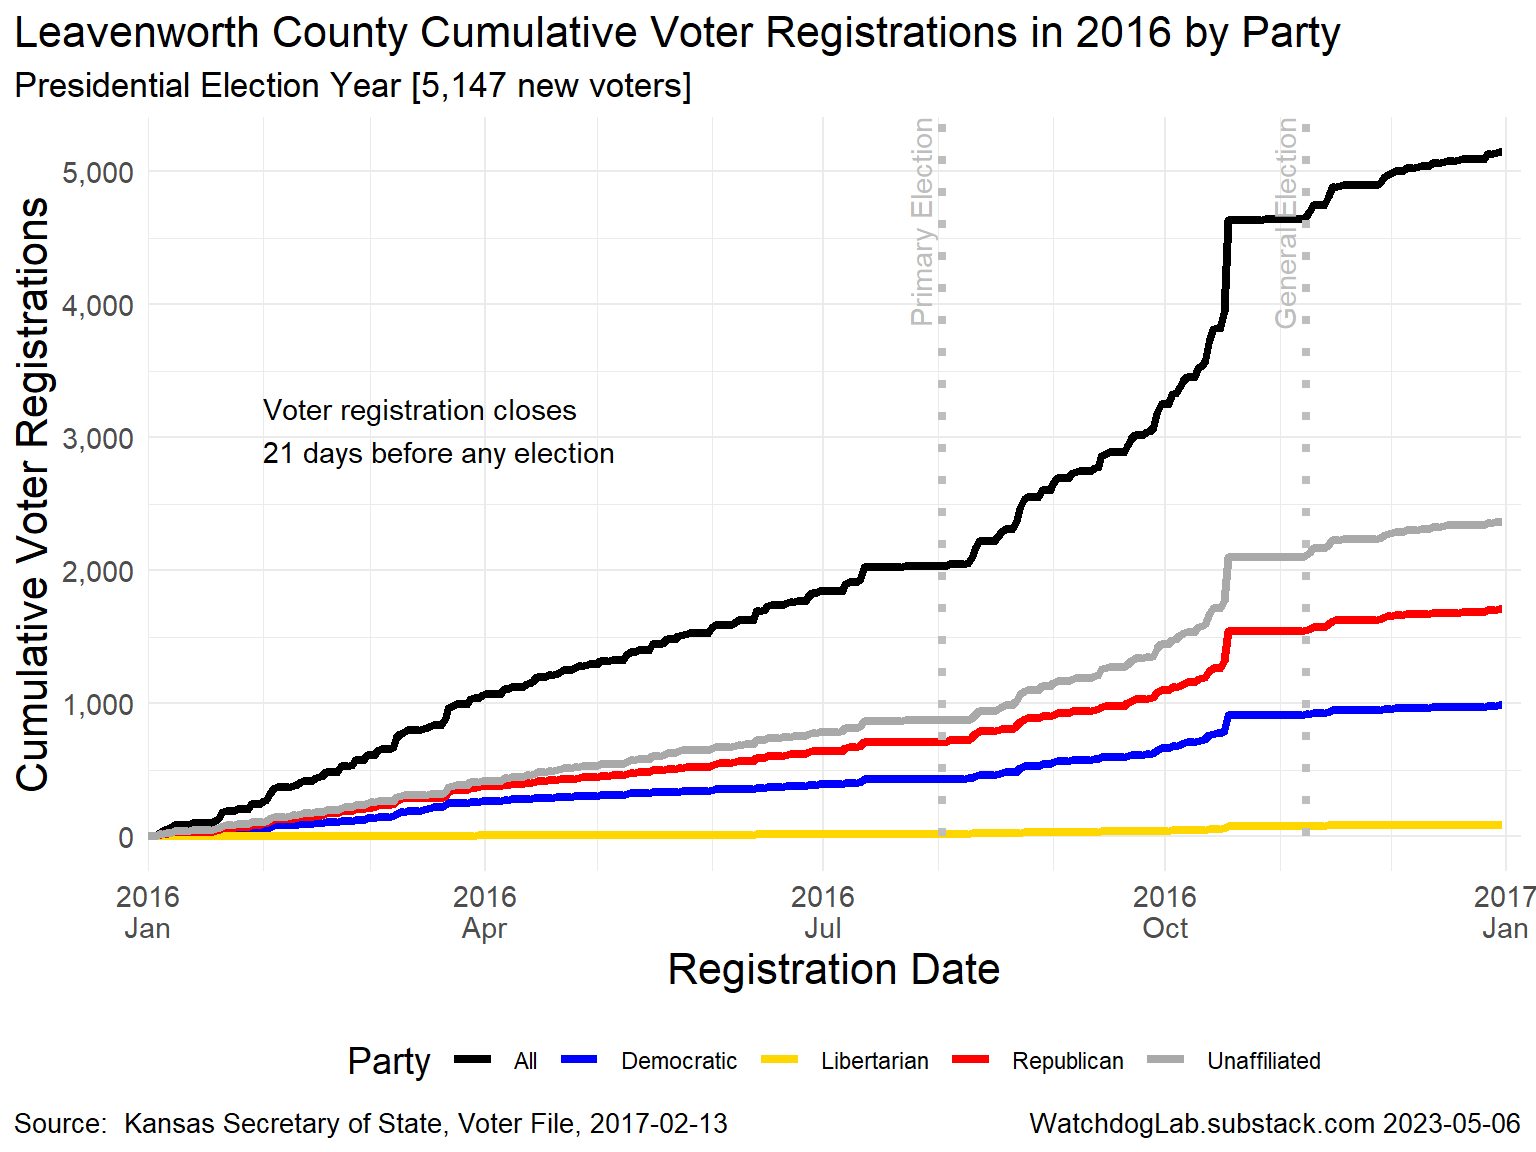 Leavenworth County Cumulative Voter Registrations in 2016 by Party
Presidential Election Year [5,147 new voters]
Cumulative Voter Registrations
5,000
4,000
3,000
2,000
1,000
0
Primary Election
General Election
Voter registration closes
21 days before any election
2016
Jan
2016
Apr
2016
Jul
2016
Oct
2017
Jan
Registration Date
Party All Democratic Libertarian Republican Unaffiliated
Source:  Kansas Secretary of State, Voter File, 2017-02-13
WatchdogLab.substack.com 2023-05-06